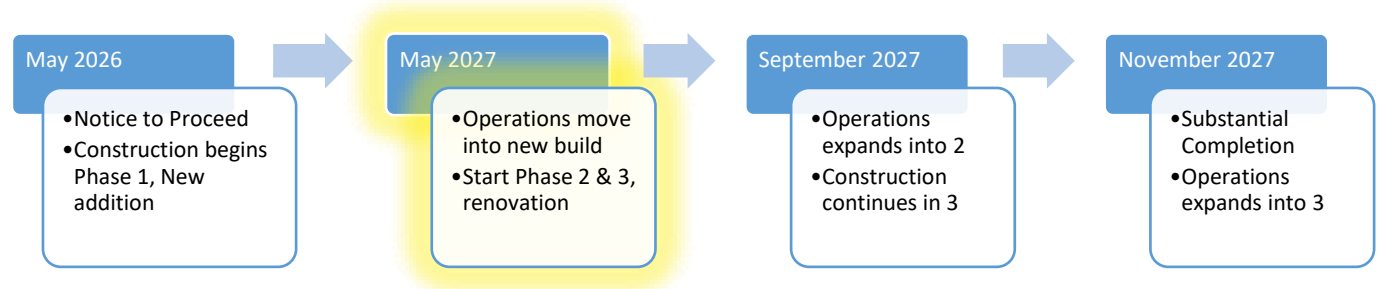 May 2026
•Notice to Proceed
•Construction begins
Phase 1, New
addition
May 2027
•Operations move
into new build
•Start Phase 2 & 3,
renovation
September 2027
•Operations
expands into 2
•Construction
continues in 3
November 2027
•Substantial
Completion
•Operations
expands into 3